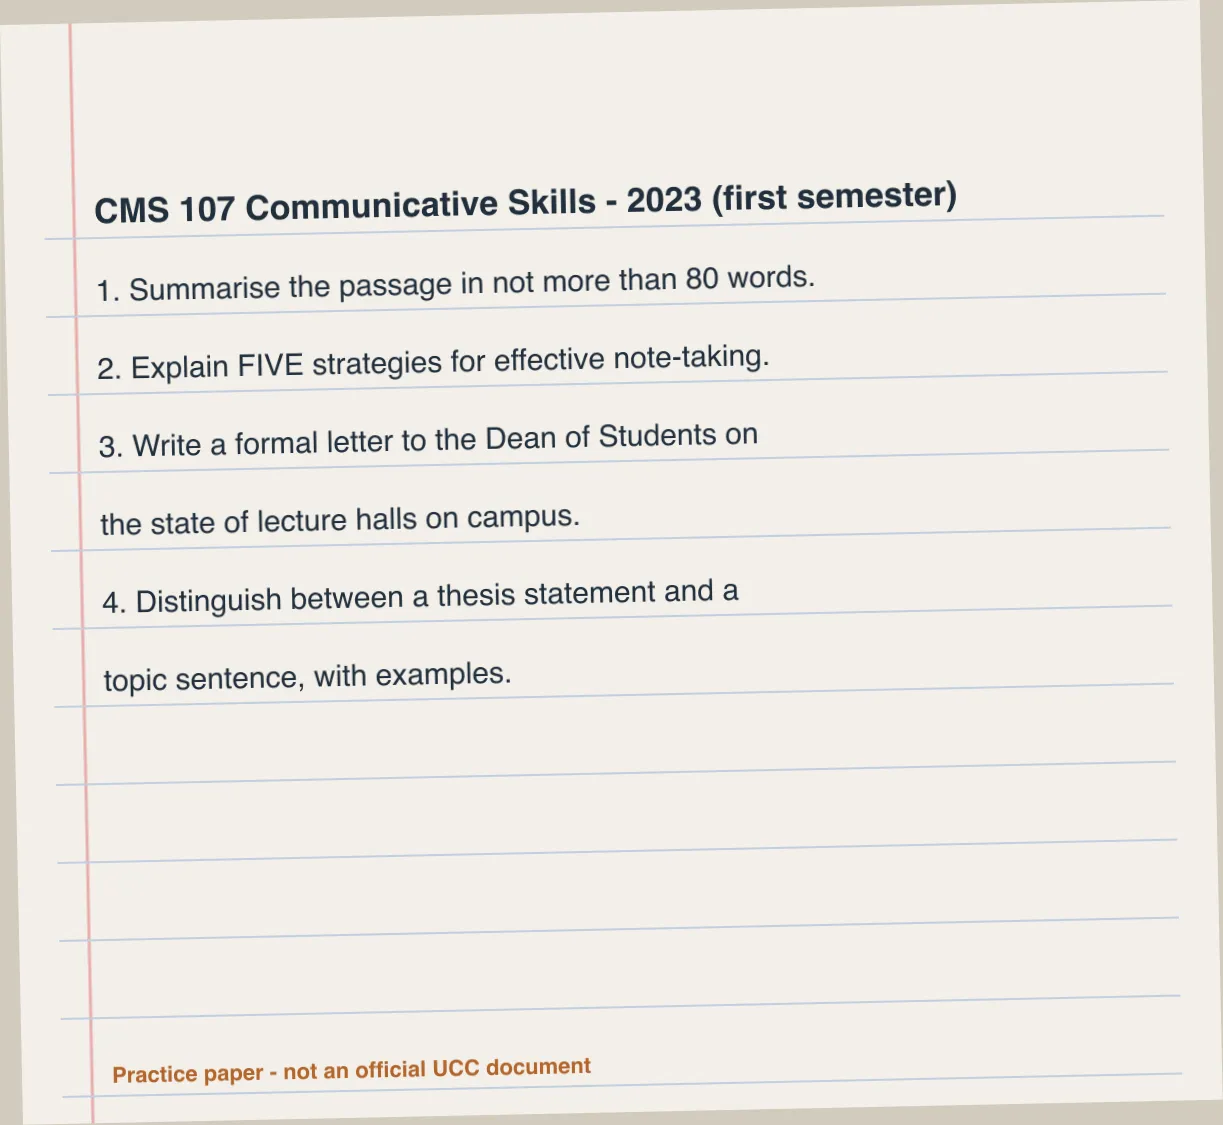 CMS 107 Communicative Skills - 2023 (first semester)
1. Summarise the passage in not more than 80 words.
2. Explain FIVE strategies for effective note-taking.
3. Write a formal letter to the Dean of Students on
the state of lecture halls on campus.
4. Distinguish between a thesis statement and a
topic sentence, with examples.
Practice paper - not an official UCC document